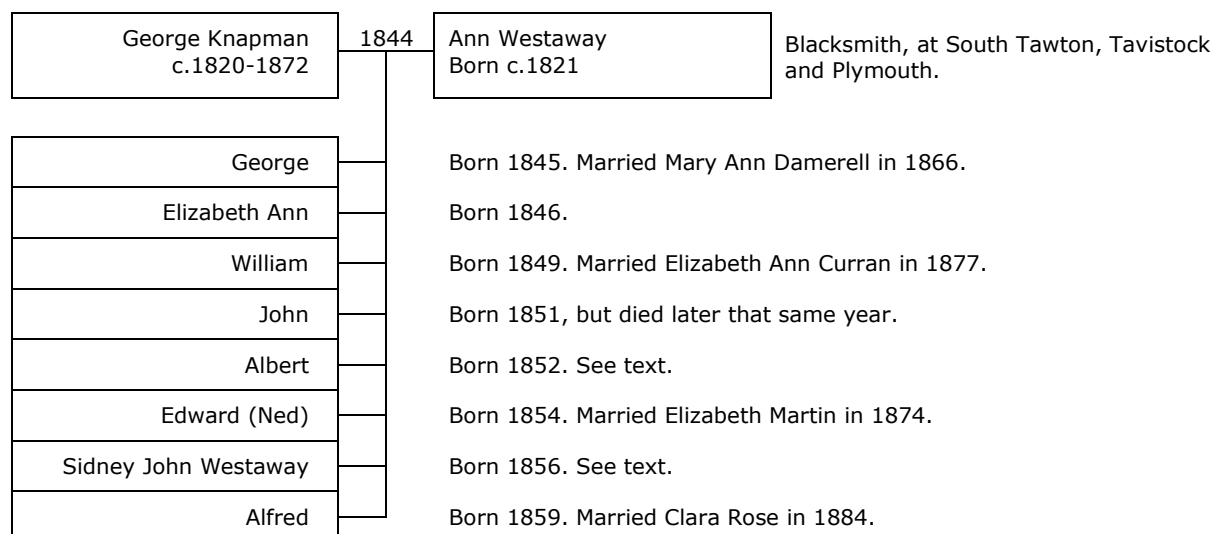 George Knapman
c.1820-1872
1844
Ann Westaway
Born c.1821
Blacksmith, at South Tawton, Tavistock
and Plymouth.
George Born 1845. Married Mary Ann Damerell in 1866.
Elizabeth Ann Born 1846.
William Born 1849. Married Elizabeth Ann Curran in 1877.
John Born 1851, but died later that same year.
Albert Born 1852. See text.
Edward (Ned) Born 1854. Married Elizabeth Martin in 1874.
Sidney John Westaway Born 1856. See text.
Alfred Born 1859. Married Clara Rose in 1884.